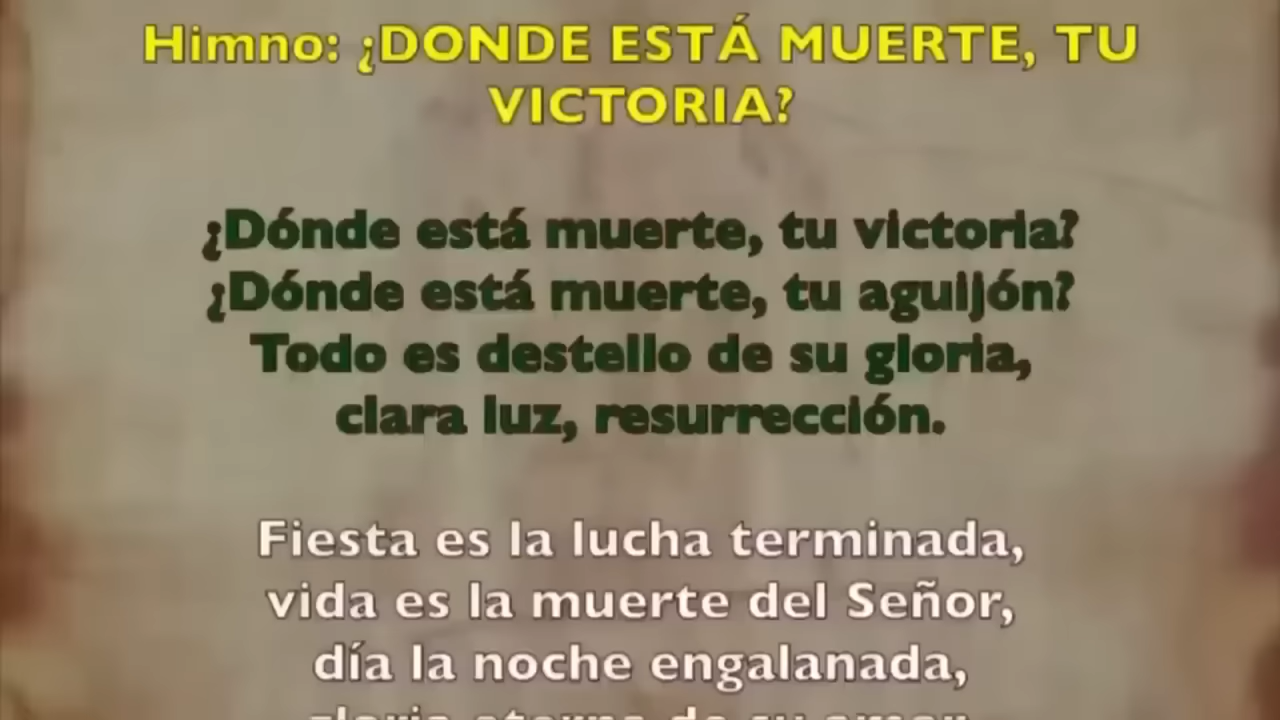 Himno: ¿DONDE ESTÁ MUERTE, TU
VICTORIA?
¿Dónde está muerte, tu victoria?
¿Dónde está muerte, tu aguijón?
Todo es destello de su gloria,
clara luz, resurrección.
Fiesta es la lucha terminada,
vida es la muerte del Señor,
día la noche engalanada,